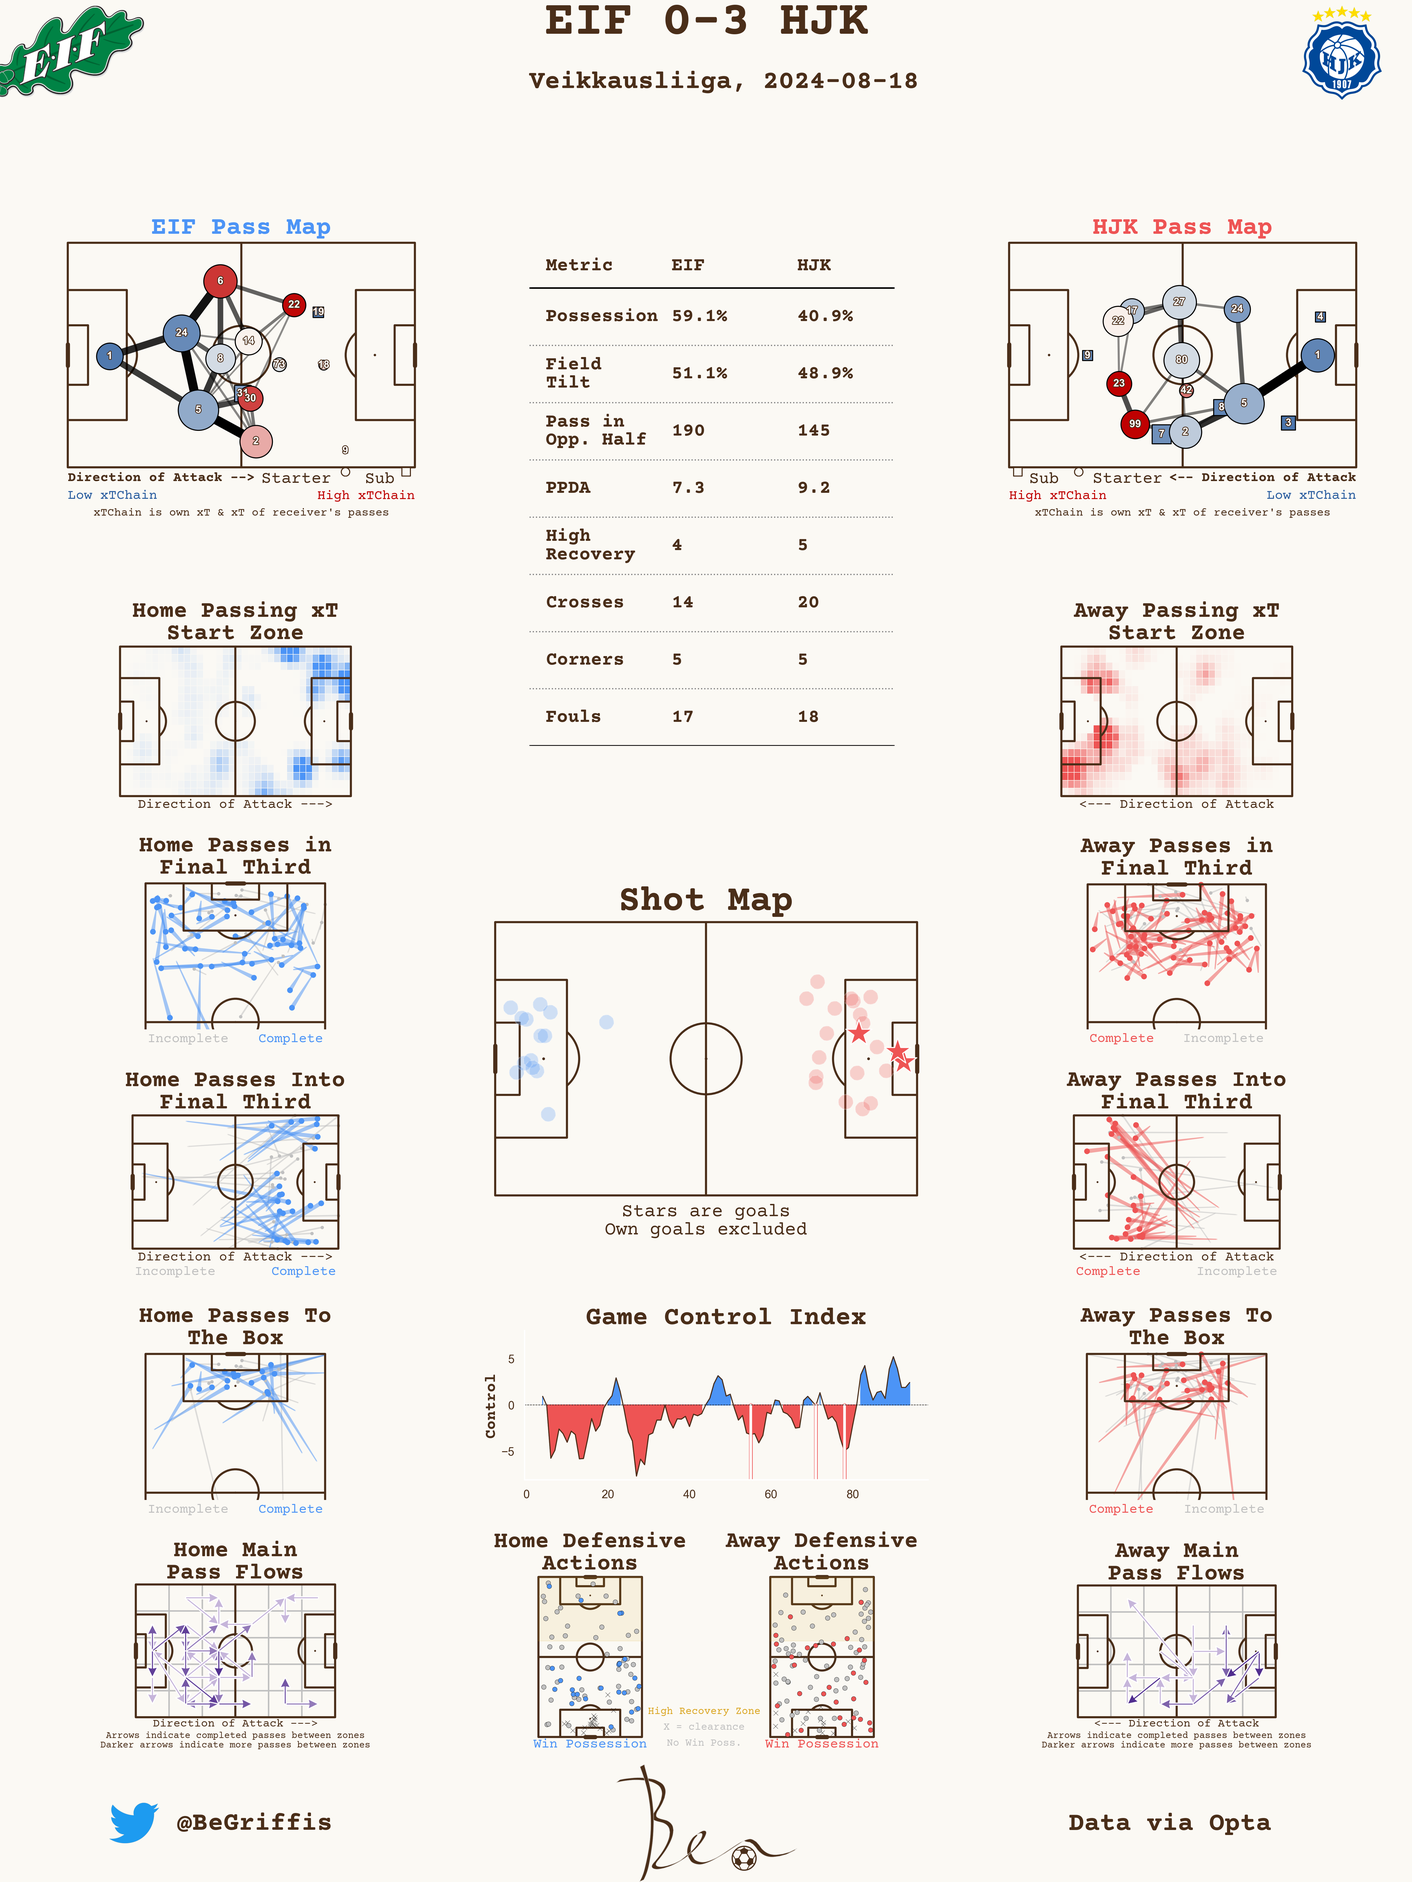 EIF 0-3 HJK
Veikkausliiga, 2024-08-18
E·I·F
HJK
1907
EIF Pass Map
6
22
19
24
14
1
8
73
18
31
30
5
2
9
Direction of Attack --> Starter Sub
Low xTChain High xTChain
xTChain is own xT & xT of receiver's passes
Metric EIF HJK
Possession 59.1% 40.9%
Field
Tilt 51.1% 48.9%
Pass in
Opp. Half 190 145
PPDA 7.3 9.2
High
Recovery 4 5
Crosses 14 20
Corners 5 5
Fouls 17 18
HJK Pass Map
27
17
24
22
4
9
1
80
23
42
8
5
99
7
2
3
Sub Starter <-- Direction of Attack
High xTChain Low xTChain
xTChain is own xT & xT of receiver's passes
Home Passing xT
Start Zone
Direction of Attack --->
Away Passing xT
Start Zone
<--- Direction of Attack
Home Passes in
Final Third
Incomplete Complete
Shot Map
Stars are goals
Own goals excluded
Away Passes in
Final Third
Complete Incomplete
Home Passes Into
Final Third
Direction of Attack --->
Incomplete Complete
Away Passes Into
Final Third
<--- Direction of Attack
Complete Incomplete
Home Passes To
The Box
Incomplete Complete
Game Control Index
Control
5
0
−5
0 20 40 60 80
Away Passes To
The Box
Complete Incomplete
Home Main
Pass Flows
Direction of Attack --->
Arrows indicate completed passes between zones
Darker arrows indicate more passes between zones
Home Defensive
Actions
Win Possession
High Recovery Zone
X = clearance
No Win Poss.
Away Defensive
Actions
Win Possession
Away Main
Pass Flows
<--- Direction of Attack
Arrows indicate completed passes between zones
Darker arrows indicate more passes between zones
@BeGriffis
Ben
Data via Opta